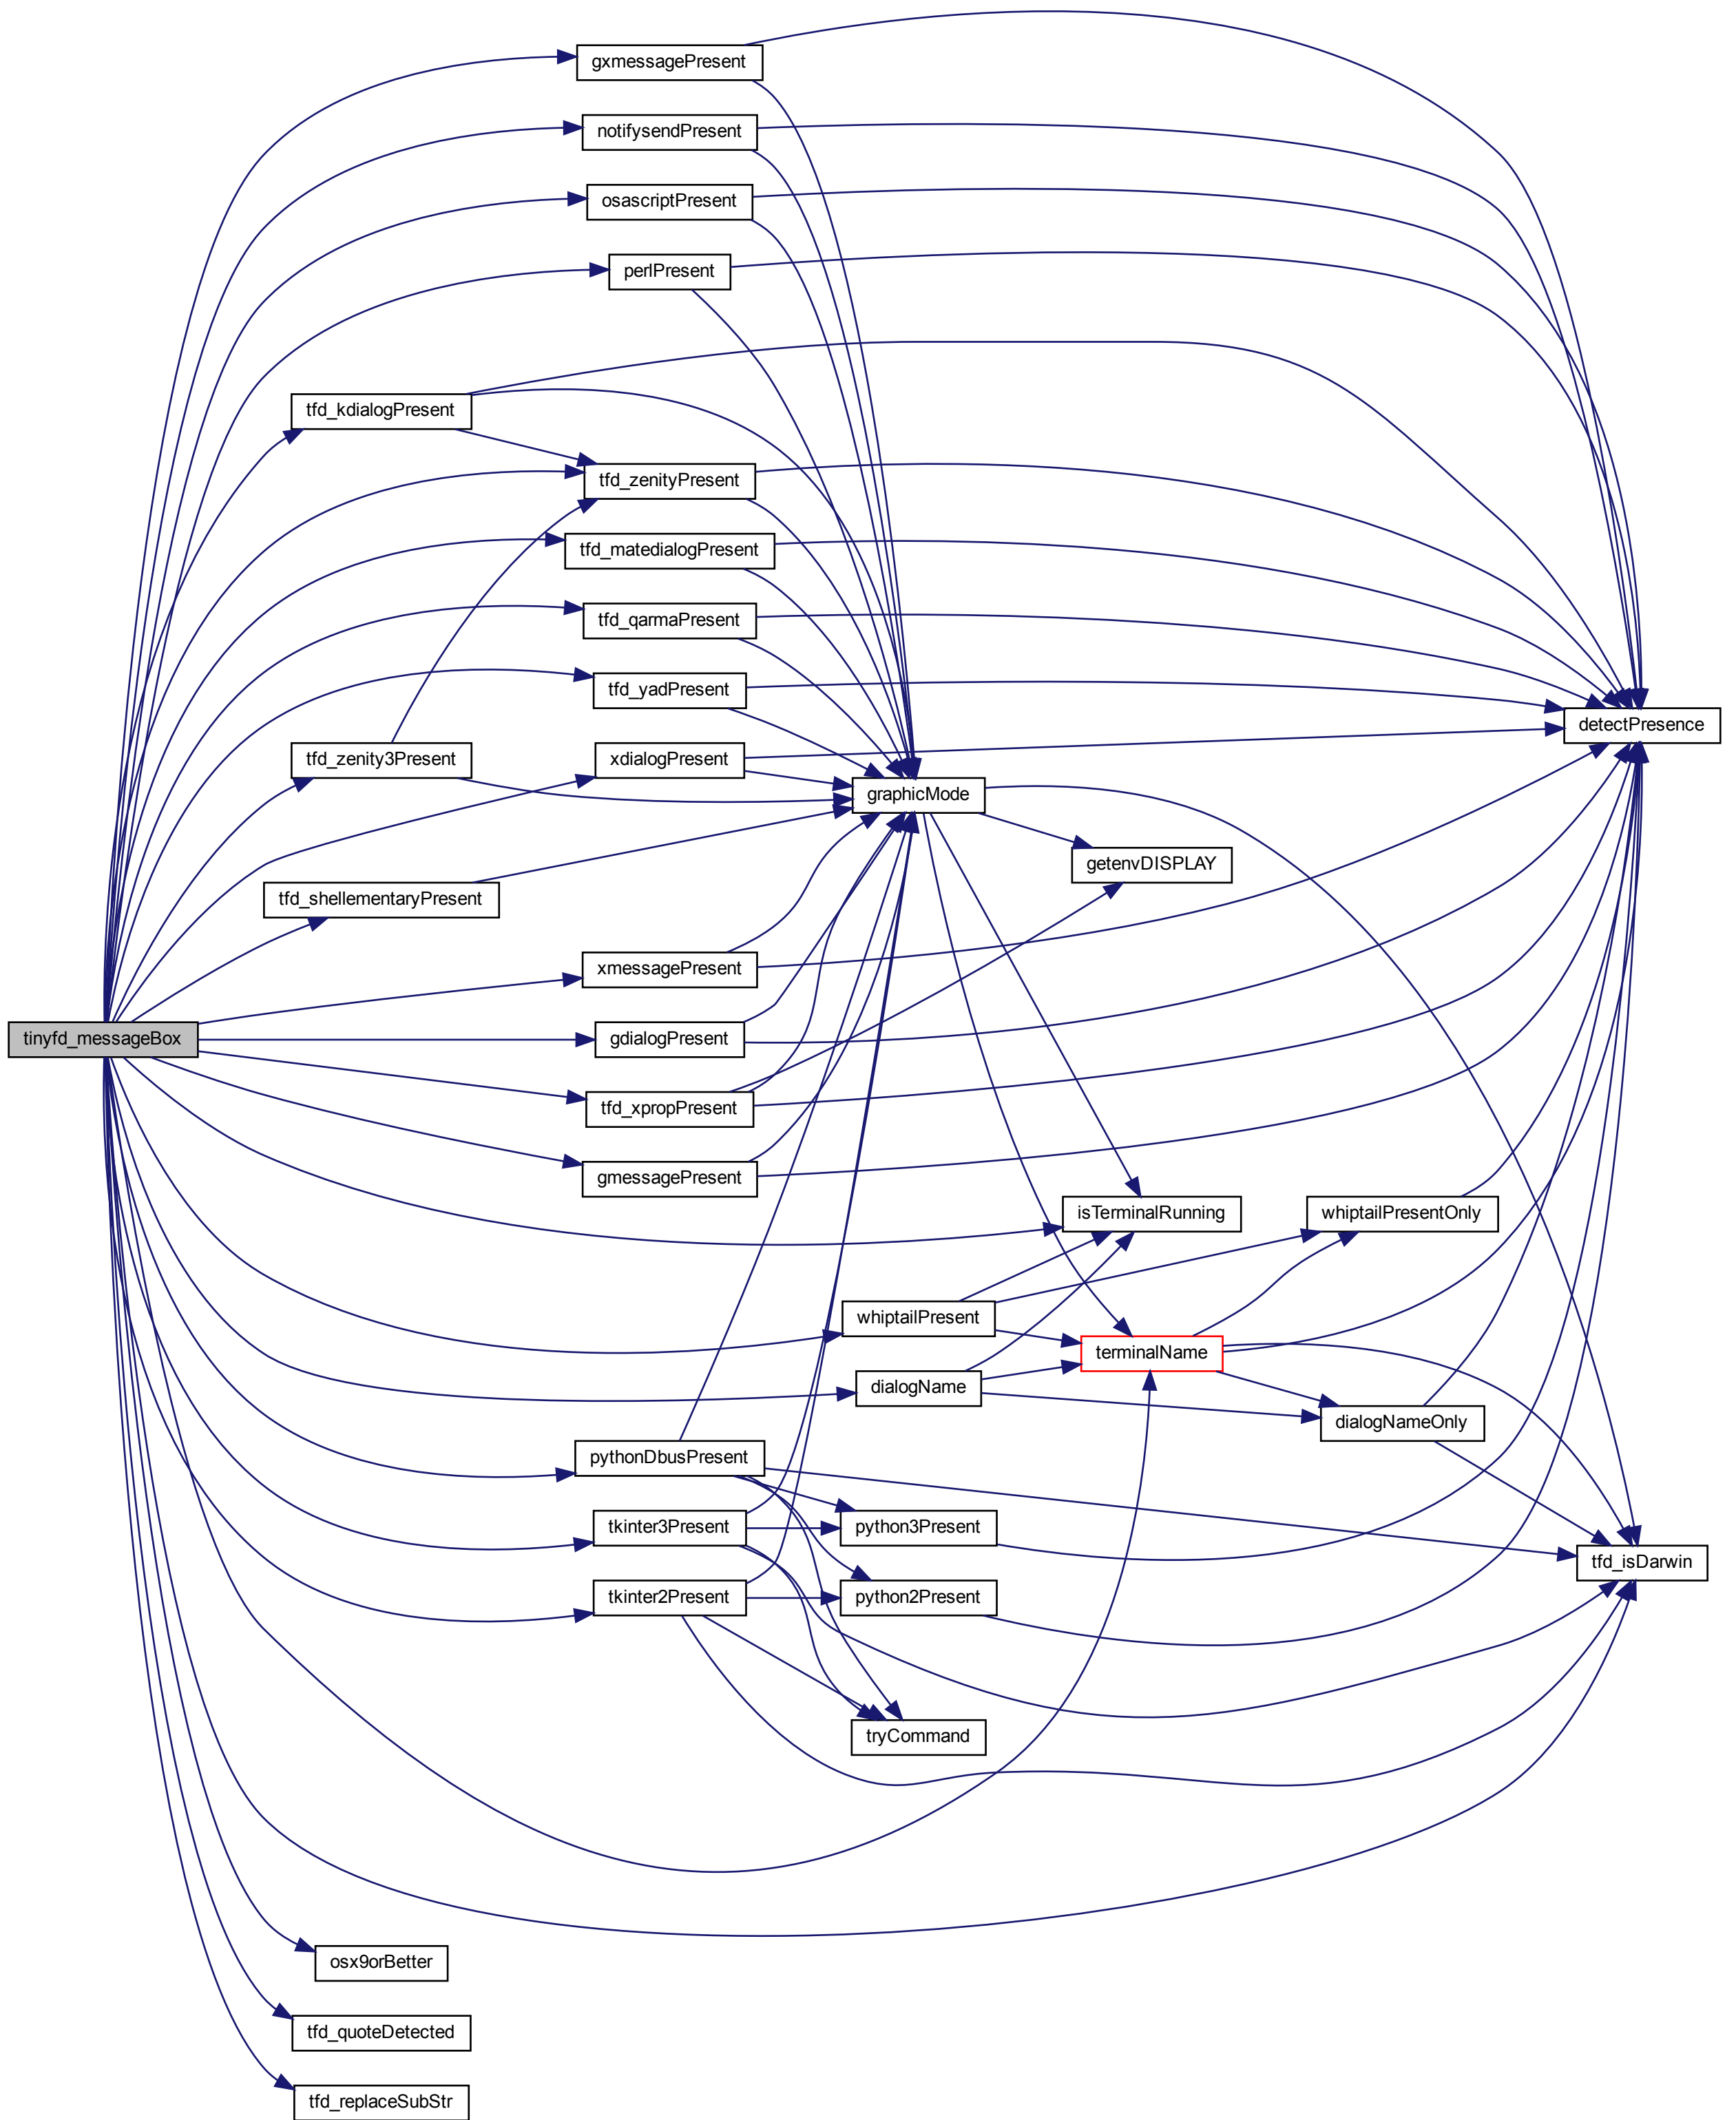 gxmessagePresent
notifysendPresent
osascriptPresent
perlPresent
tfd_kdialogPresent
tfd_zenityPresent
tfd_matedialogPresent
tfd_qarmaPresent
tfd_yadPresent
detectPresence
tfd_zenity3Present
xdialogPresent
graphicMode
getenvDISPLAY
tfd_shellementaryPresent
xmessagePresent
tinyfd_messageBox
gdialogPresent
tfd_xpropPresent
gmessagePresent
isTerminalRunning
whiptailPresentOnly
whiptailPresent
terminalName
dialogName
dialogNameOnly
pythonDbusPresent
tkinter3Present
python3Present
tfd_isDarwin
tkinter2Present
python2Present
tryCommand
osx9orBetter
tfd_quoteDetected
tfd_replaceSubStr